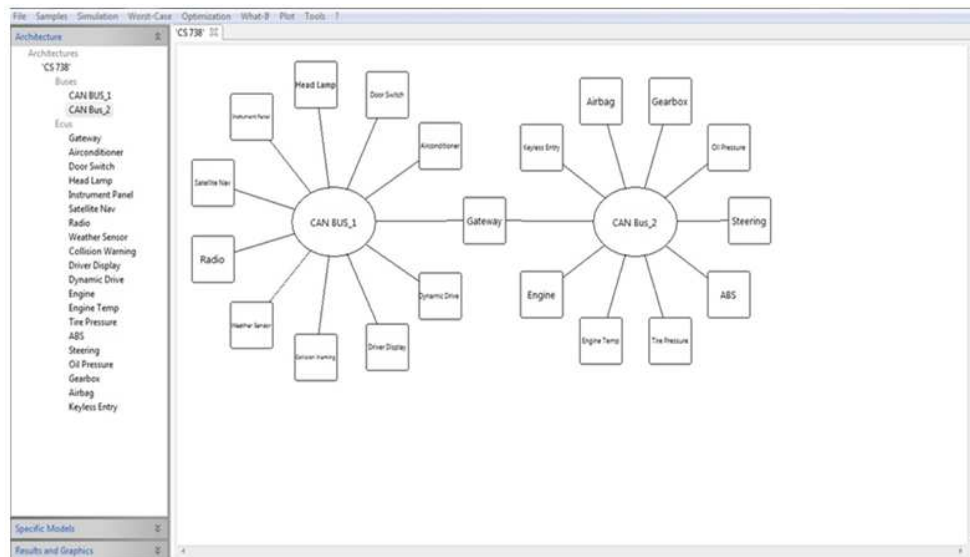 File Samples Simulation Worst-Case Optimization What-If Plot Tools ?
Architecture
'CS 738'
Architectures
'CS 738'
Buses
CAN BUS_1
CAN Bus_2
Ecus
Gateway
Airconditioner
Door Switch
Head Lamp
Instrument Panel
Satellite Nav
Radio
Weather Sensor
Collision Warning
Driver Display
Dynamic Drive
Engine
Engine Temp
Tire Pressure
ABS
Steering
Oil Pressure
Gearbox
Airbag
Keyless Entry
Specific Models
Results and Graphics
Head Lamp
Door Switch
Instrument Panel
Airconditioner
Satellite Nav
CAN BUS_1
Radio
Dynamic Drive
Weather Sensor
Collision Warning
Driver Display
Gateway
Airbag
Gearbox
Keyless Entry
Oil Pressure
CAN Bus_2
Steering
Engine
ABS
Engine Temp
Tire Pressure